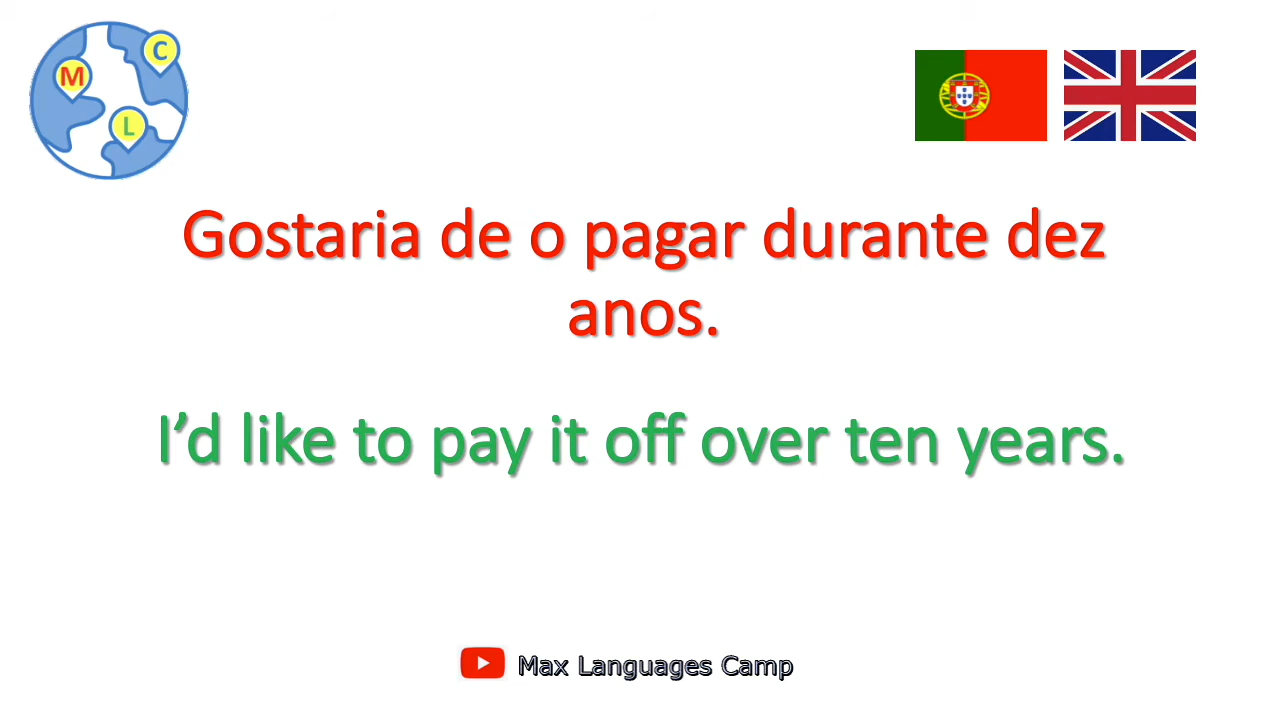 M
C
L
Gostaria de o pagar durante dez
anos.
I’d like to pay it off over ten years.
Max Languages Camp